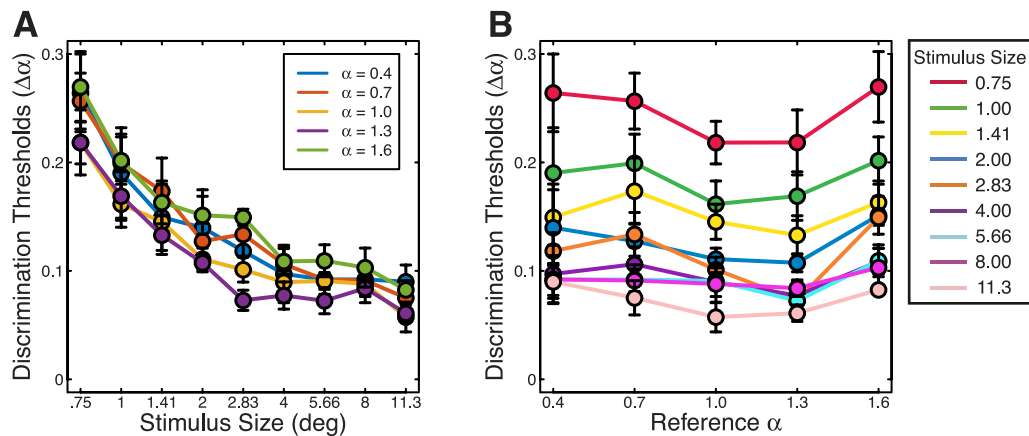 A
Discrimination Thresholds (Δα)
0.3
0.2
0.1
0
.75 1 1.41 2 2.83 4 5.66 8 11.3
Stimulus Size (deg)
α = 0.4
α = 0.7
α = 1.0
α = 1.3
α = 1.6
B
Discrimination Thresholds (Δα)
0.3
0.2
0.1
0
0.4 0.7 1.0 1.3 1.6
Reference α
Stimulus Size
0.75
1.00
1.41
2.00
2.83
4.00
5.66
8.00
11.3